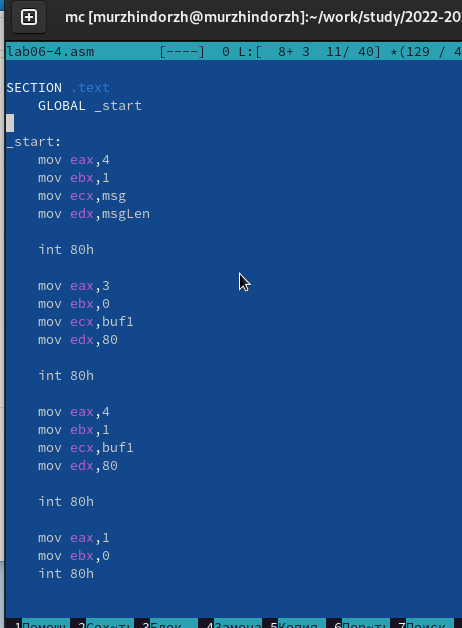 mc [murzhindorzh@murzhindorzh]:~/work/study/2022-20
lab06-4.asm [----] 0 L:[ 8+ 3 11/ 40] *(129 / 4
SECTION .text
GLOBAL _start
_start:
mov eax,4
mov ebx,1
mov ecx,msg
mov edx,msgLen
int 80h
mov eax,3
mov ebx,0
mov ecx,buf1
mov edx,80
int 80h
mov eax,4
mov ebx,1
mov ecx,buf1
mov edx,80
int 80h
mov eax,1
mov ebx,0
int 80h
1Помощь 2Сох~ть 3Блок 4Замена 5Копия 6Пер~ть 7Поиск